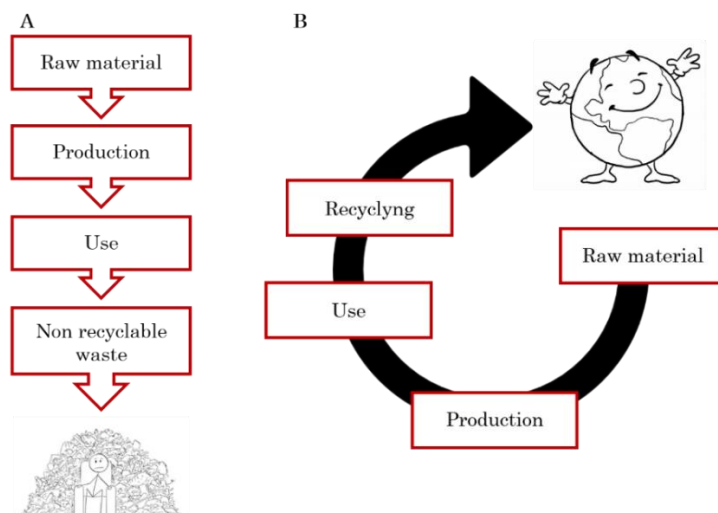 A
Raw material
Production
Use
Non recyclable
waste
B
Recyclyng
Use
Production
Raw material